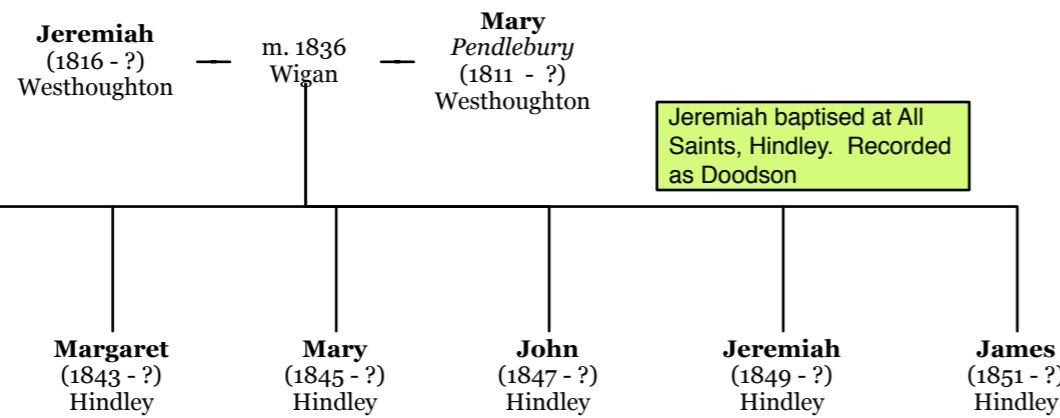 Jeremiah
(1816 - ?)
Westhoughton
m. 1836
Wigan
Mary
Pendlebury
(1811 - ?)
Westhoughton
Jeremiah baptised at All
Saints, Hindley. Recorded
as Doodson
Margaret
(1843 - ?)
Hindley
Mary
(1845 - ?)
Hindley
John
(1847 - ?)
Hindley
Jeremiah
(1849 - ?)
Hindley
James
(1851 - ?)
Hindley